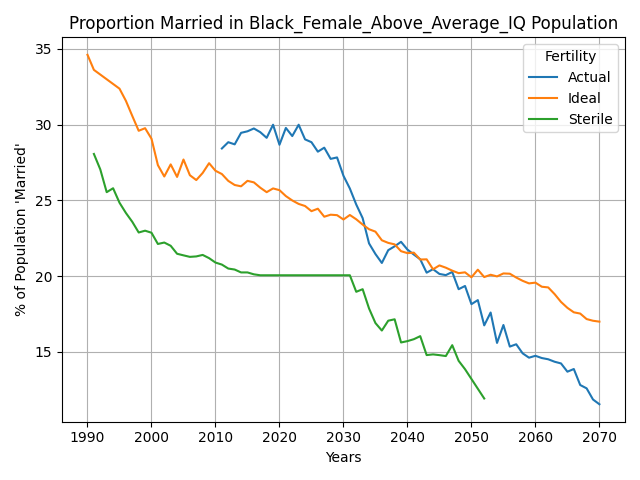 Proportion Married in Black_Female_Above_Average_IQ Population
% of Population 'Married'
35
30
25
20
15
Fertility
Actual
Ideal
Sterile
1990 2000 2010 2020 2030 2040 2050 2060 2070
Years